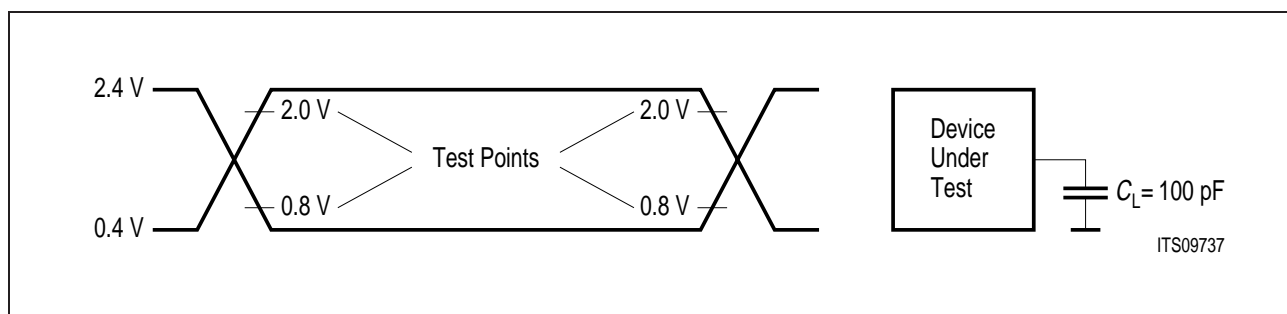 2.4 V
2.0 V
2.0 V
Test Points
0.8 V
0.8 V
0.4 V
Device
Under
Test
C_L = 100 pF
ITS09737